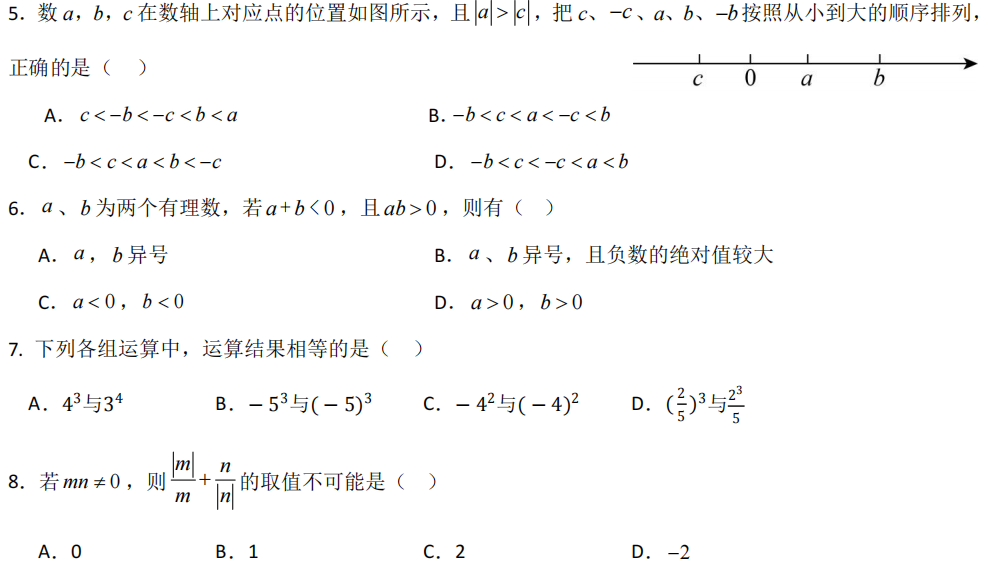 5．数 a，b，c 在数轴上对应点的位置如图所示，且|a|>|c|，把 c、−c、a、b、−b 按照从小到大的顺序排列，
正确的是（ ）
c 0 a b
A．c<−b<−c<b<a B．−b<c<a<−c<b
C．−b<c<a<b<−c D．−b<c<−c<a<b
6．a、b 为两个有理数，若 a+b<0，且 ab>0，则有（ ）
A．a，b 异号 B．a、b 异号，且负数的绝对值较大
C．a<0，b<0 D．a>0，b>0
7. 下列各组运算中，运算结果相等的是（ ）
A．4³与3⁴ B．−5³与(−5)³ C．−4²与(−4)² D．(2/5)³与2³/5
8．若 mn≠0，则 |m|/m + n/|n| 的取值不可能是（ ）
A．0 B．1 C．2 D．−2